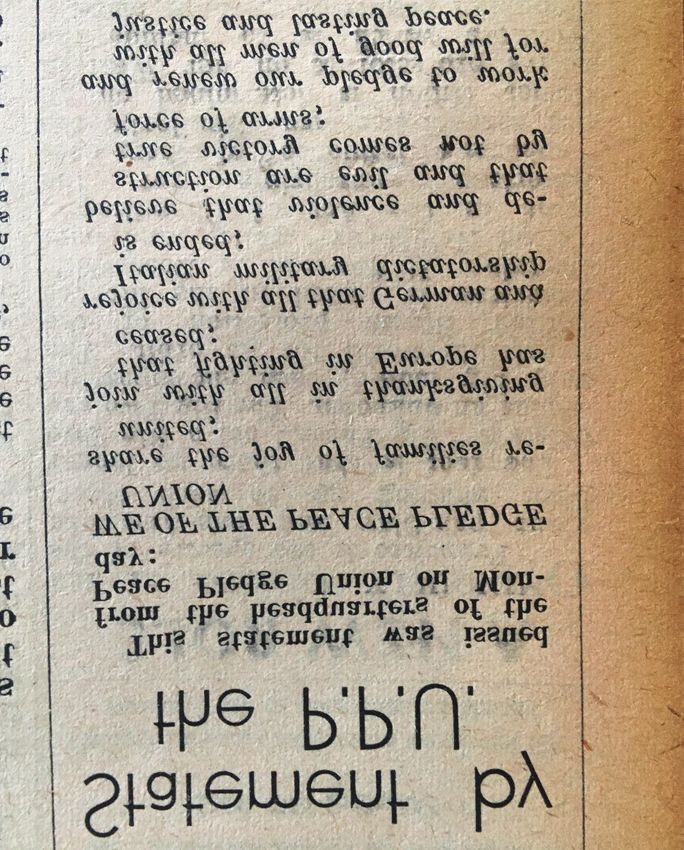 Statement by
the P.P.U.
This statement was issued
from the headquarters of the
Peace Pledge Union on Mon-
day:
WE OF THE PEACE PLEDGE
UNION
share the joy of families re-
united;
join with all in thanksgiving
that fighting in Europe has
ceased;
rejoice with all that German and
Italian military dictatorship
is ended;
believe that violence and de-
struction are evil and that
true victory comes not by
force of arms;
and renew our pledge to work
with all men of good will for
justice and lasting peace.